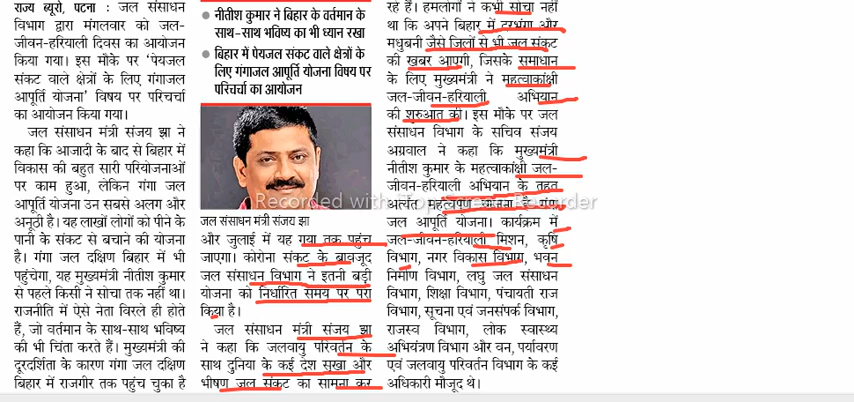 राज्य ब्यूरो, पटना : जल संसाधन
विभाग द्वारा मंगलवार को जल-
जीवन-हरियाली दिवस का आयोजन
किया गया। इस मौके पर 'पेयजल
संकट वाले क्षेत्रों के लिए गंगाजल
आपूर्ति योजना' विषय पर परिचर्चा
का आयोजन किया गया।
जल संसाधन मंत्री संजय झा ने
कहा कि आजादी के बाद से बिहार में
विकास की बहुत सारी परियोजनाओं
पर काम हुआ, लेकिन गंगा जल
आपूर्ति योजना उन सबसे अलग और
अनूठी है। यह लाखों लोगों को पीने के
पानी के संकट से बचाने की योजना
है। गंगा जल दक्षिण बिहार में भी
पहुंचेगा, यह मुख्यमंत्री नीतीश कुमार
से पहले किसी ने सोचा तक नहीं था।
राजनीति में ऐसे नेता विरले ही होते
हैं, जो वर्तमान के साथ-साथ भविष्य
की भी चिंता करते हैं। मुख्यमंत्री की
दूरदर्शिता के कारण गंगा जल दक्षिण
बिहार में राजगीर तक पहुंच चुका है
● नीतीश कुमार ने बिहार के वर्तमान के
साथ-साथ भविष्य का भी ध्यान रखा
● बिहार में पेयजल संकट वाले क्षेत्रों के
लिए गंगाजल आपूर्ति योजना विषय पर
परिचर्चा का आयोजन
Recorded with
जल संसाधन मंत्री संजय झा
और जुलाई में यह गया तक पहुंच
जाएगा। कोरोना संकट के बावजूद
जल संसाधन विभाग ने इतनी बड़ी
योजना को निर्धारित समय पर पूरा
किया है।
जल संसाधन मंत्री संजय झा
ने कहा कि जलवायु परिवर्तन के
साथ दुनिया के कई देश सूखा और
भीषण जल संकट का सामना कर
रहे हैं। हमलोगों ने कभी सोचा नहीं
था कि अपने बिहार में दरभंगा और
मधुबनी जैसे जिलों से भी जल संकट
की खबर आएगी, जिसके समाधान
के लिए मुख्यमंत्री ने महत्वाकांक्षी
जल-जीवन-हरियाली अभियान
की शुरुआत की। इस मौके पर जल
संसाधन विभाग के सचिव संजय
अग्रवाल ने कहा कि मुख्यमंत्री
नीतीश कुमार के महत्वाकांक्षी जल-
जीवन-हरियाली अभियान के तहत
अत्यंत महत्वपूर्ण योजना है गंगा
जल आपूर्ति योजना। कार्यक्रम में
जल-जीवन-हरियाली मिशन, कृषि
विभाग, नगर विकास विभाग, भवन
निर्माण विभाग, लघु जल संसाधन
विभाग, शिक्षा विभाग, पंचायती राज
विभाग, सूचना एवं जनसंपर्क विभाग,
राजस्व विभाग, लोक स्वास्थ्य
अभियंत्रण विभाग और वन, पर्यावरण
एवं जलवायु परिवर्तन विभाग के कई
अधिकारी मौजूद थे।